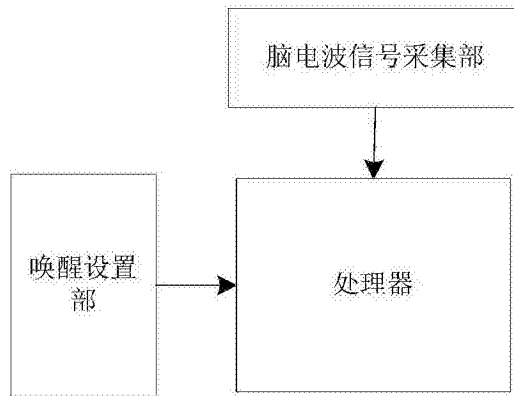 脑电波信号采集部
唤醒设置
部
处理器